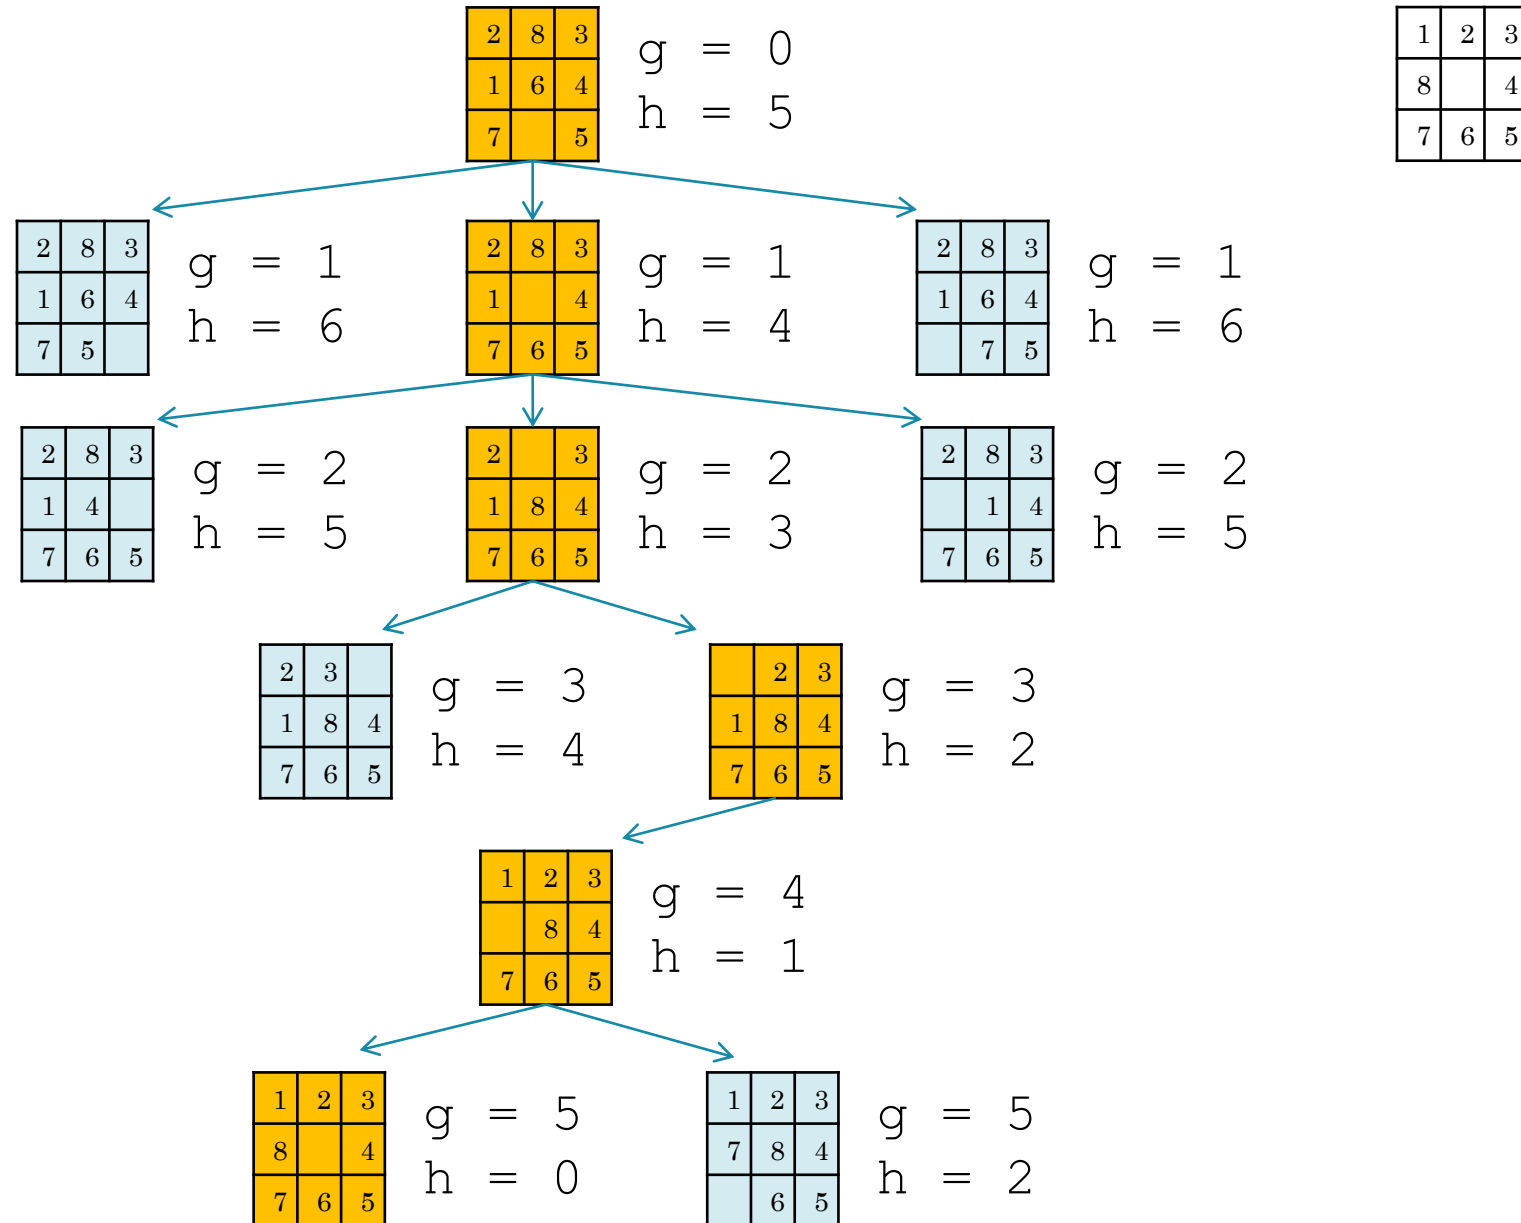 2 8 3
1 6 4
7 5
g = 0
h = 5
1 2 3
8 4
7 6 5
2 8 3
1 6 4
7 5
g = 1
h = 6
2 8 3
1 4
7 6 5
g = 1
h = 4
2 8 3
1 6 4
7 5
g = 1
h = 6
2 8 3
1 4
7 6 5
g = 2
h = 5
2 3
1 8 4
7 6 5
g = 2
h = 3
2 8 3
1 4
7 6 5
g = 2
h = 5
2 3
1 8 4
7 6 5
g = 3
h = 4
2 3
1 8 4
7 6 5
g = 3
h = 2
1 2 3
8 4
7 6 5
g = 4
h = 1
1 2 3
8 4
7 6 5
g = 5
h = 0
1 2 3
7 8 4
6 5
g = 5
h = 2